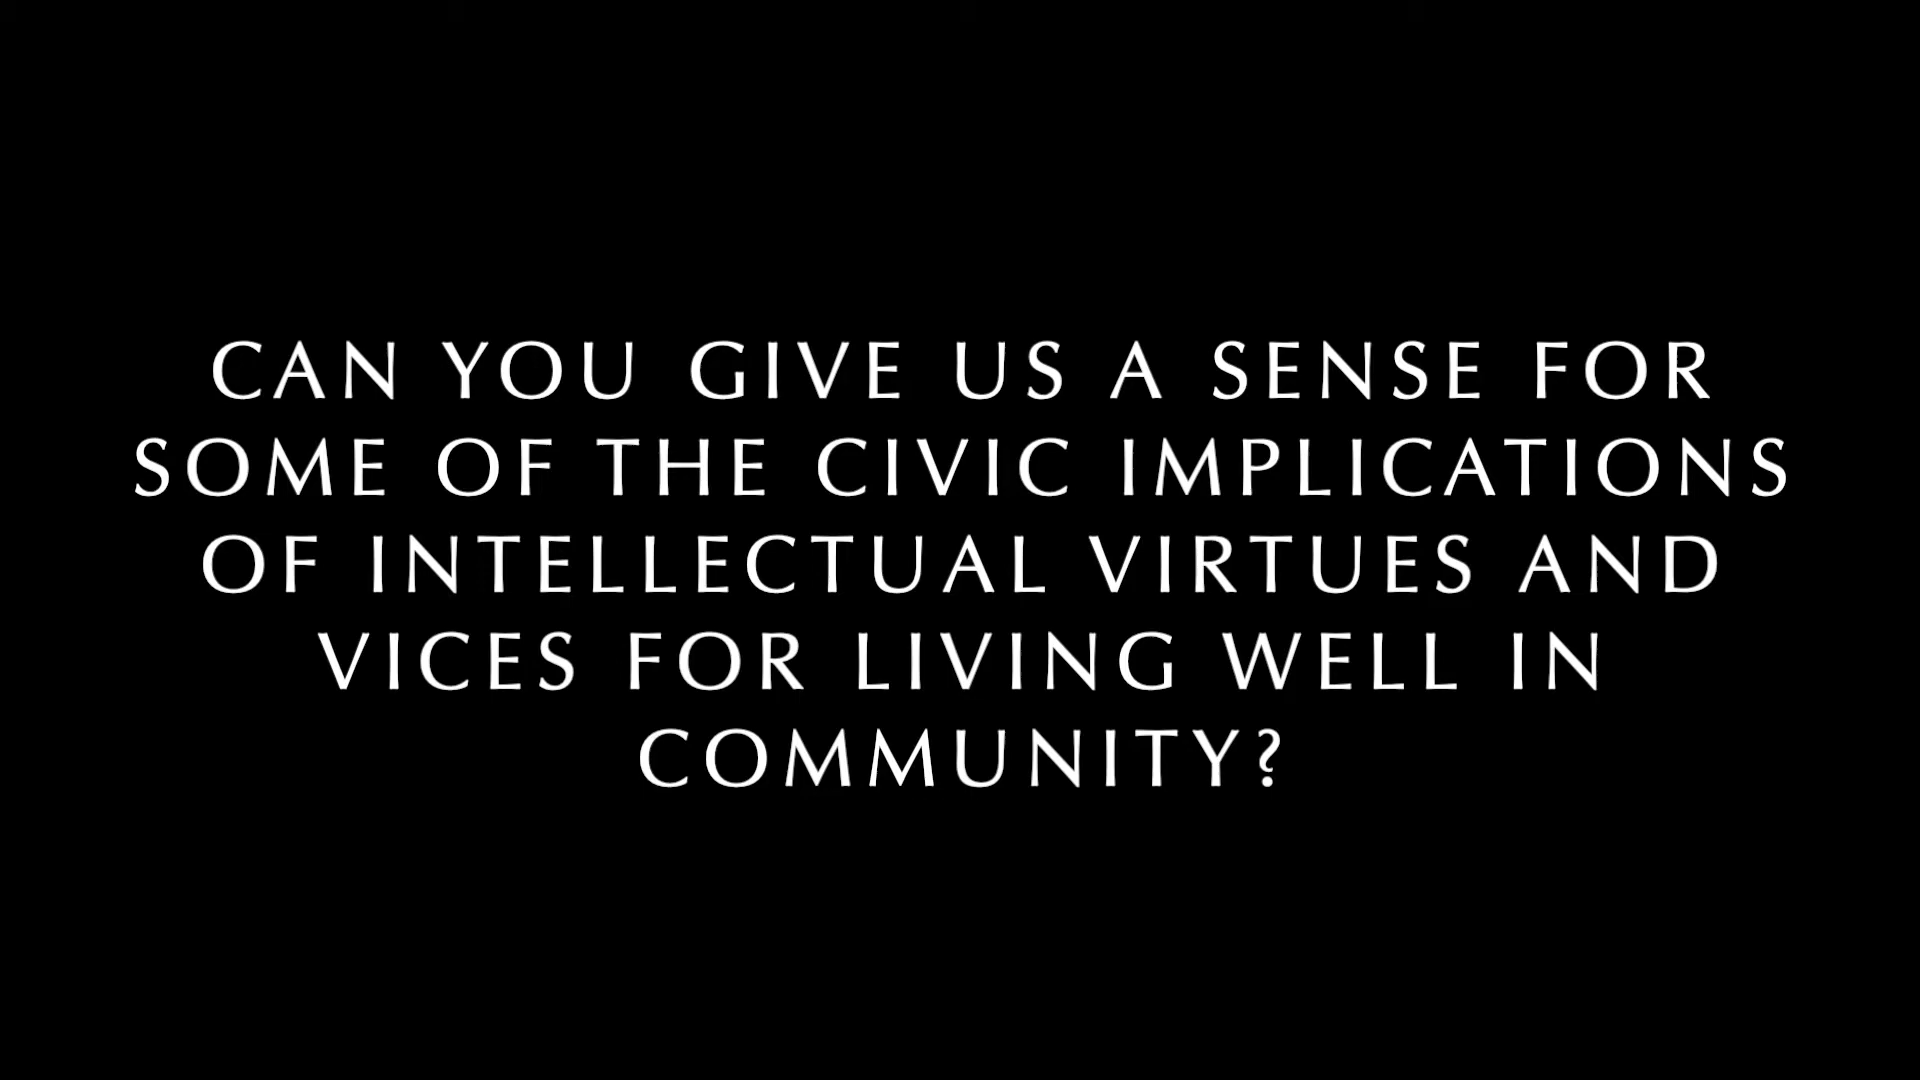 CAN YOU GIVE US A SENSE FOR
SOME OF THE CIVIC IMPLICATIONS
OF INTELLECTUAL VIRTUES AND
VICES FOR LIVING WELL IN
COMMUNITY?